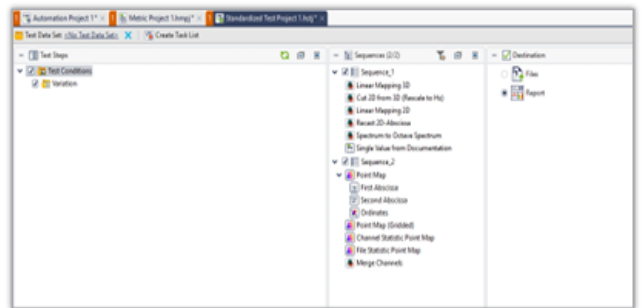 Automation Project 1*
Metric Project 1.hmpj*
Standardized Test Project 1.hstj*
Test Data Set: <No Test Data Set>
Create Task List
Test Steps
Test Conditions
Variation
Sequences (2/2)
Sequence_1
Linear Mapping 3D
Cut 2D from 3D (Rescale to Hz)
Linear Mapping 2D
Recast 2D-Abscissa
Spectrum to Octave Spectrum
Single Value from Documentation
Sequence_2
Point Map
First Abscissa
Second Abscissa
Ordinates
Point Map (Gridded)
Channel Statistic Point Map
File Statistic Point Map
Merge Channels
Destination
Files
Report